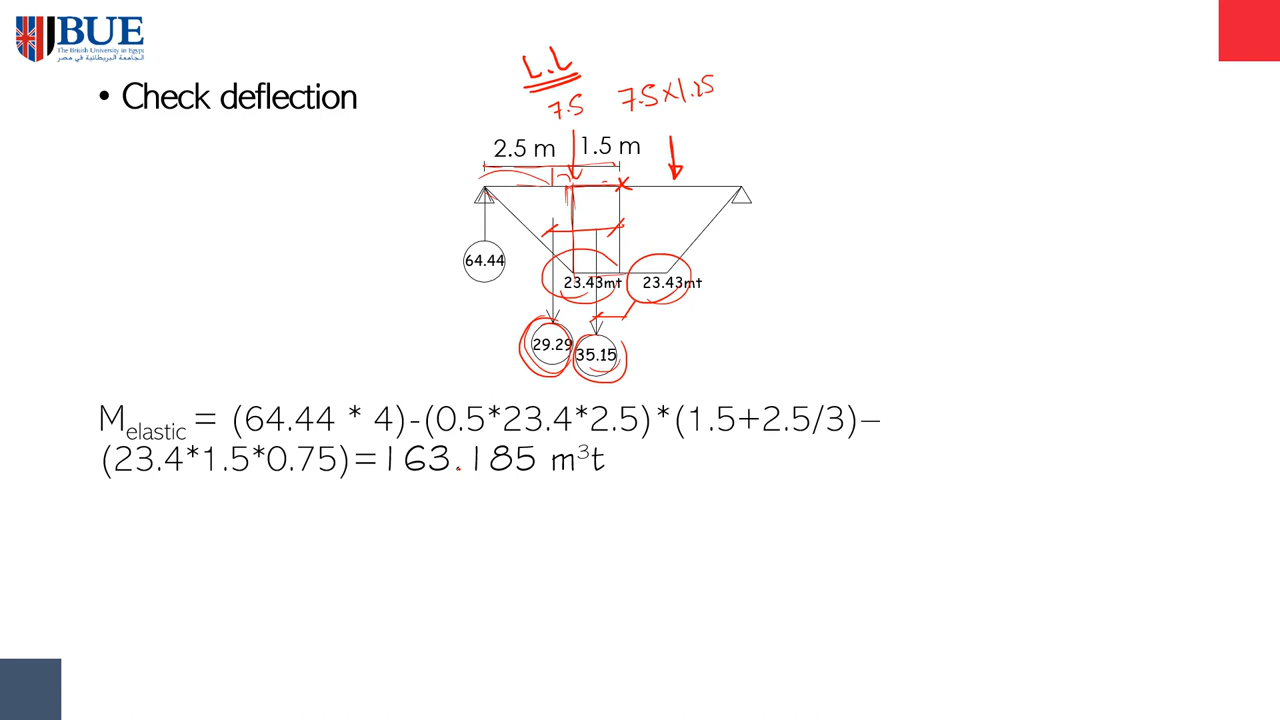 BUE
The British University in Egypt
الجامعة البريطانية في مصر
• Check deflection
L.L
7.5 7.5x1.25
2.5 m 1.5 m
64.44
23.43mt 23.43mt
29.29 35.15
Melastic = (64.44 * 4)-(0.5*23.4*2.5)*(1.5+2.5/3)–
(23.4*1.5*0.75)=163.185 m³t